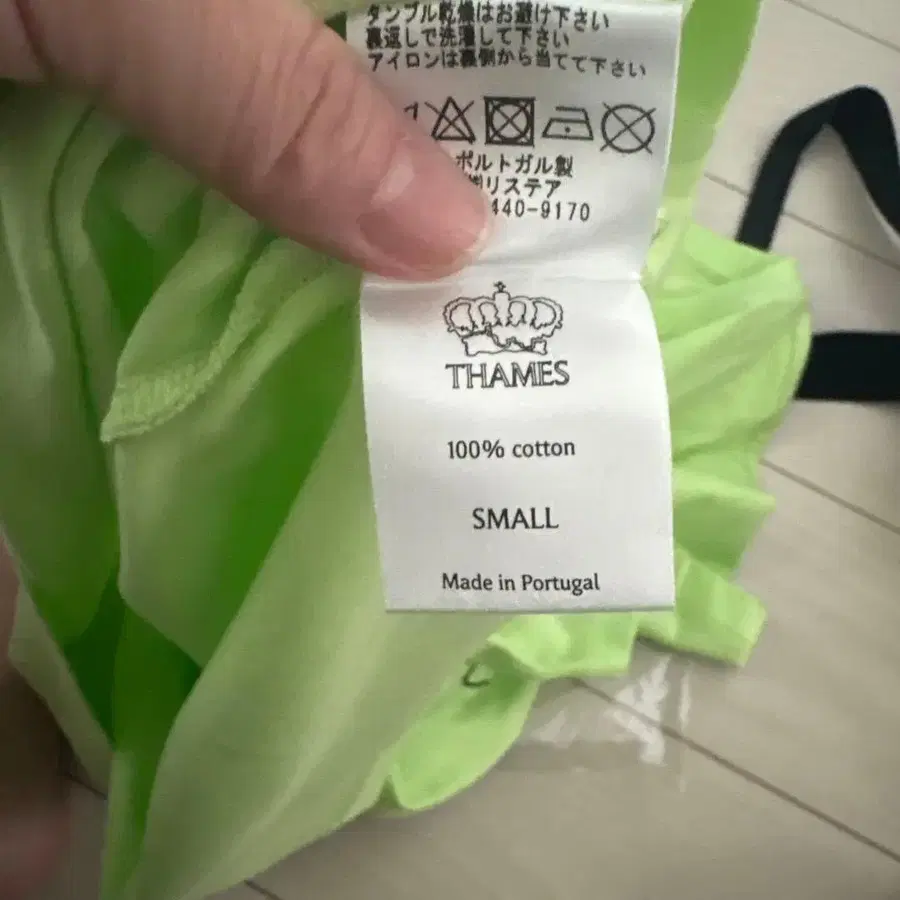 タンブル乾燥はお避け下さい
裏返しで洗濯して下さい
アイロンは裏側から当てて下さい
ポルトガル製
㈱リステア
440-9170
THAMES
100% cotton
SMALL
Made in Portugal